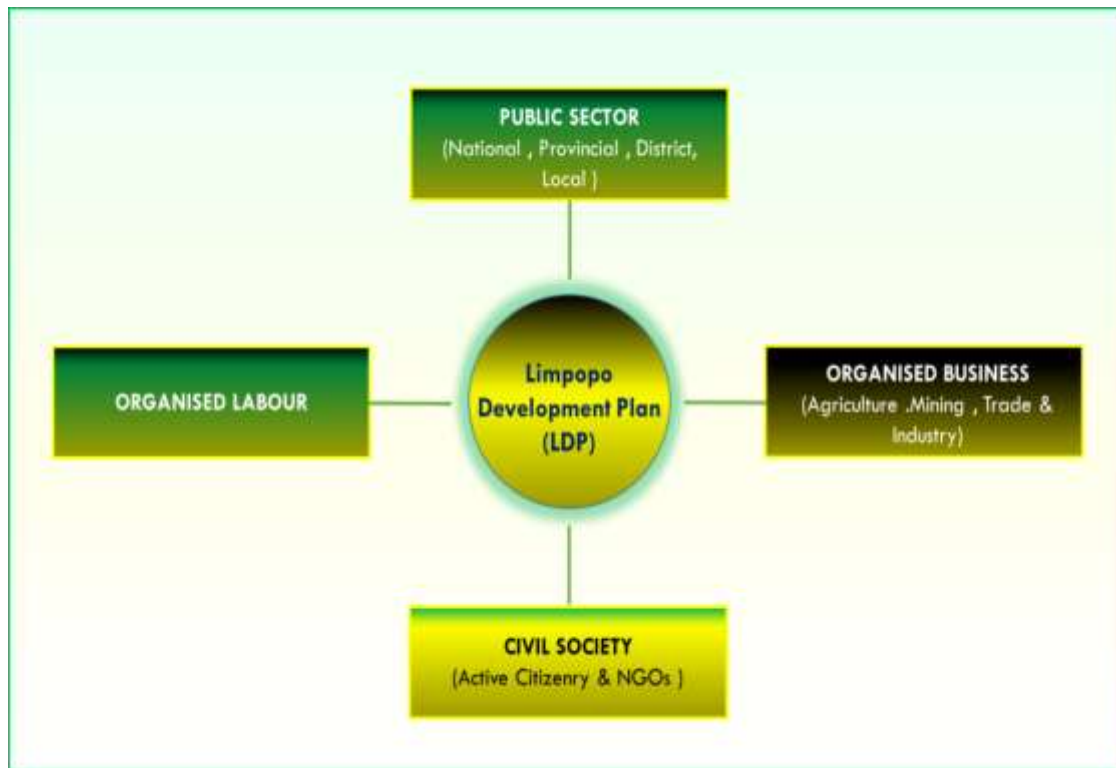 PUBLIC SECTOR
(National , Provincial , District,
Local )
ORGANISED LABOUR
Limpopo
Development Plan
(LDP)
ORGANISED BUSINESS
(Agriculture .Mining , Trade &
Industry)
CIVIL SOCIETY
(Active Citizenry & NGOs )